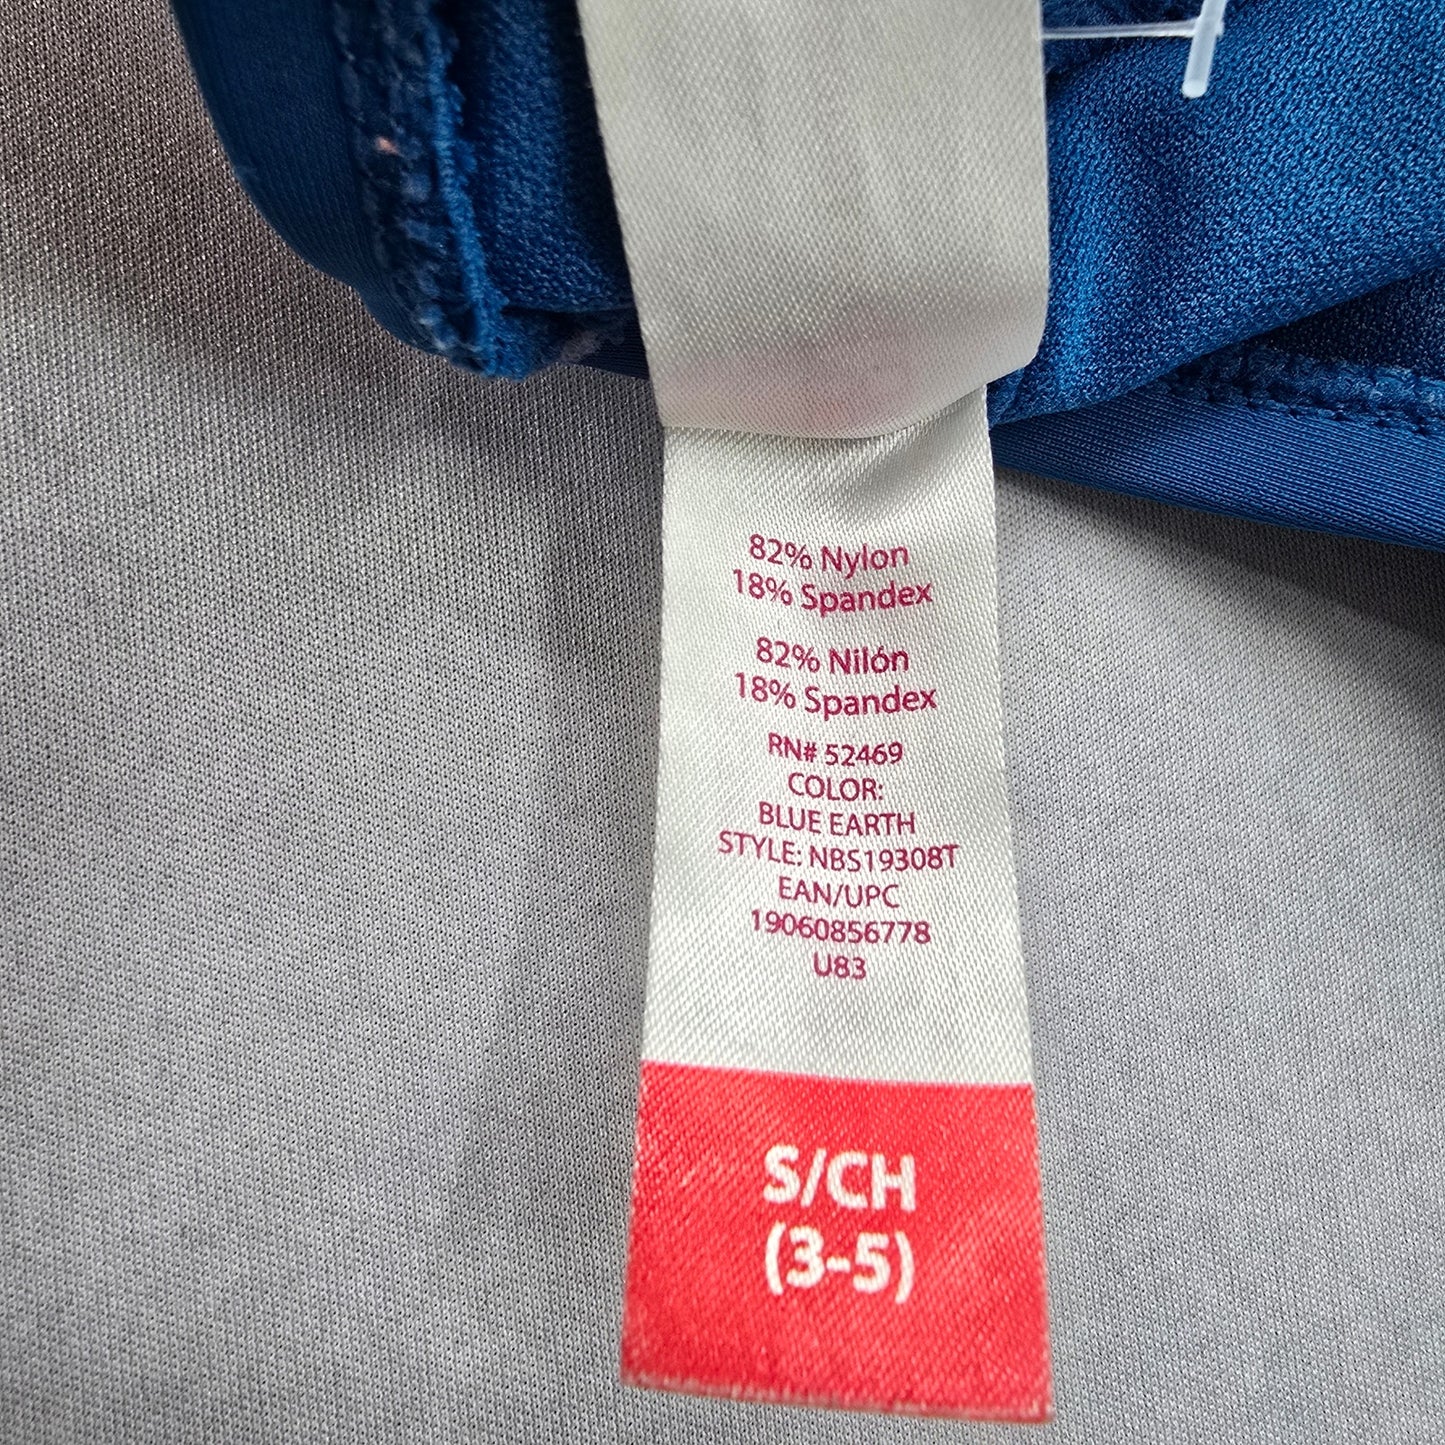 82% Nylon
18% Spandex
82% Nilón
18% Spandex
RN# 52469
COLOR:
BLUE EARTH
STYLE: NBS19308T
EAN/UPC
19060856778
U83
S/CH
(3-5)